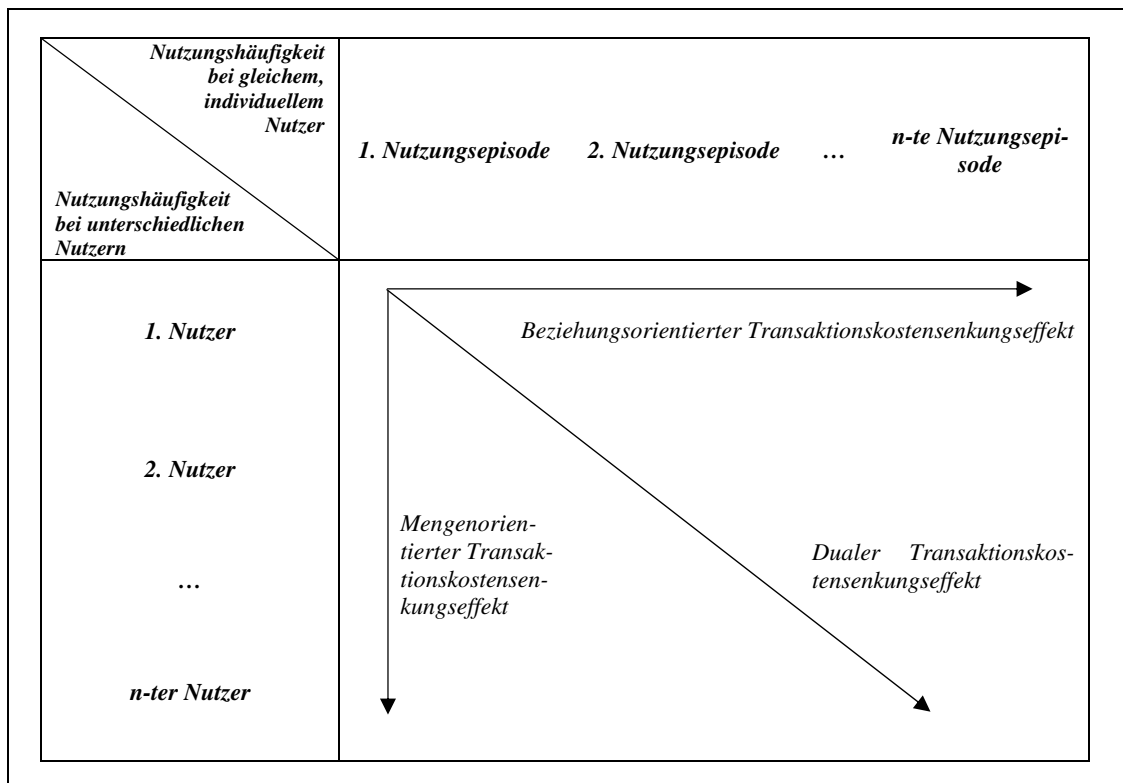 Nutzungshäufigkeit
bei gleichem,
individuellem
Nutzer
Nutzungshäufigkeit
bei unterschiedlichen
Nutzern
1. Nutzungsepisode 2. Nutzungsepisode … n-te Nutzungsepi-
sode
1. Nutzer
Beziehungsorientierter Transaktionskostensenkungseffekt
2. Nutzer
…
n-ter Nutzer
Mengenorien-
tierter Transak-
tionskostensen-
kungseffekt
Dualer Transaktionskos-
tensenkungseffekt